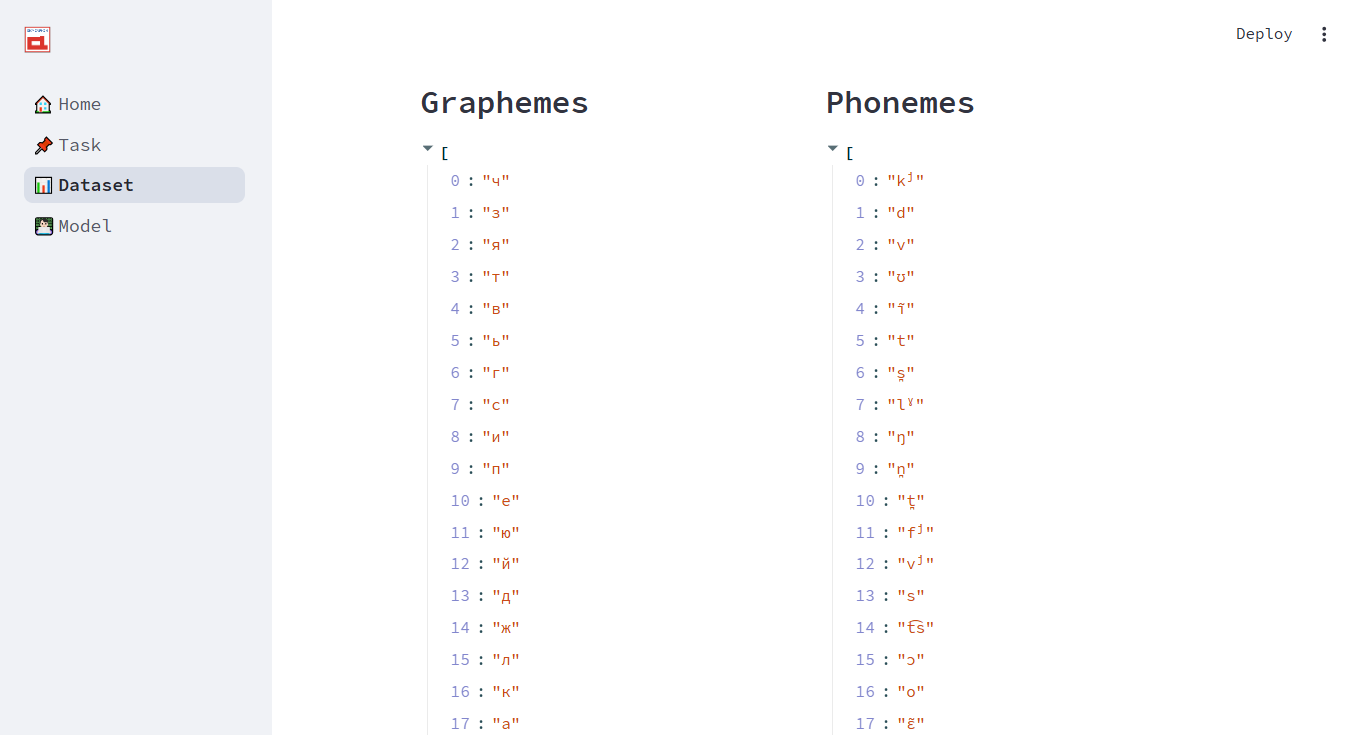 Deploy
Home
Task
Dataset
Model
Graphemes
[
0 : "ч"
1 : "з"
2 : "я"
3 : "т"
4 : "в"
5 : "ь"
6 : "г"
7 : "с"
8 : "и"
9 : "п"
10 : "е"
11 : "ю"
12 : "й"
13 : "д"
14 : "ж"
15 : "л"
16 : "к"
17 : "а"
Phonemes
[
0 : "kʲ"
1 : "d"
2 : "v"
3 : "ʊ"
4 : "ɪ̃"
5 : "t"
6 : "s̪"
7 : "lˠ"
8 : "ŋ"
9 : "n̪"
10 : "t̪"
11 : "fʲ"
12 : "vʲ"
13 : "s"
14 : "t͡s"
15 : "ɔ"
16 : "o"
17 : "ɛ̃"